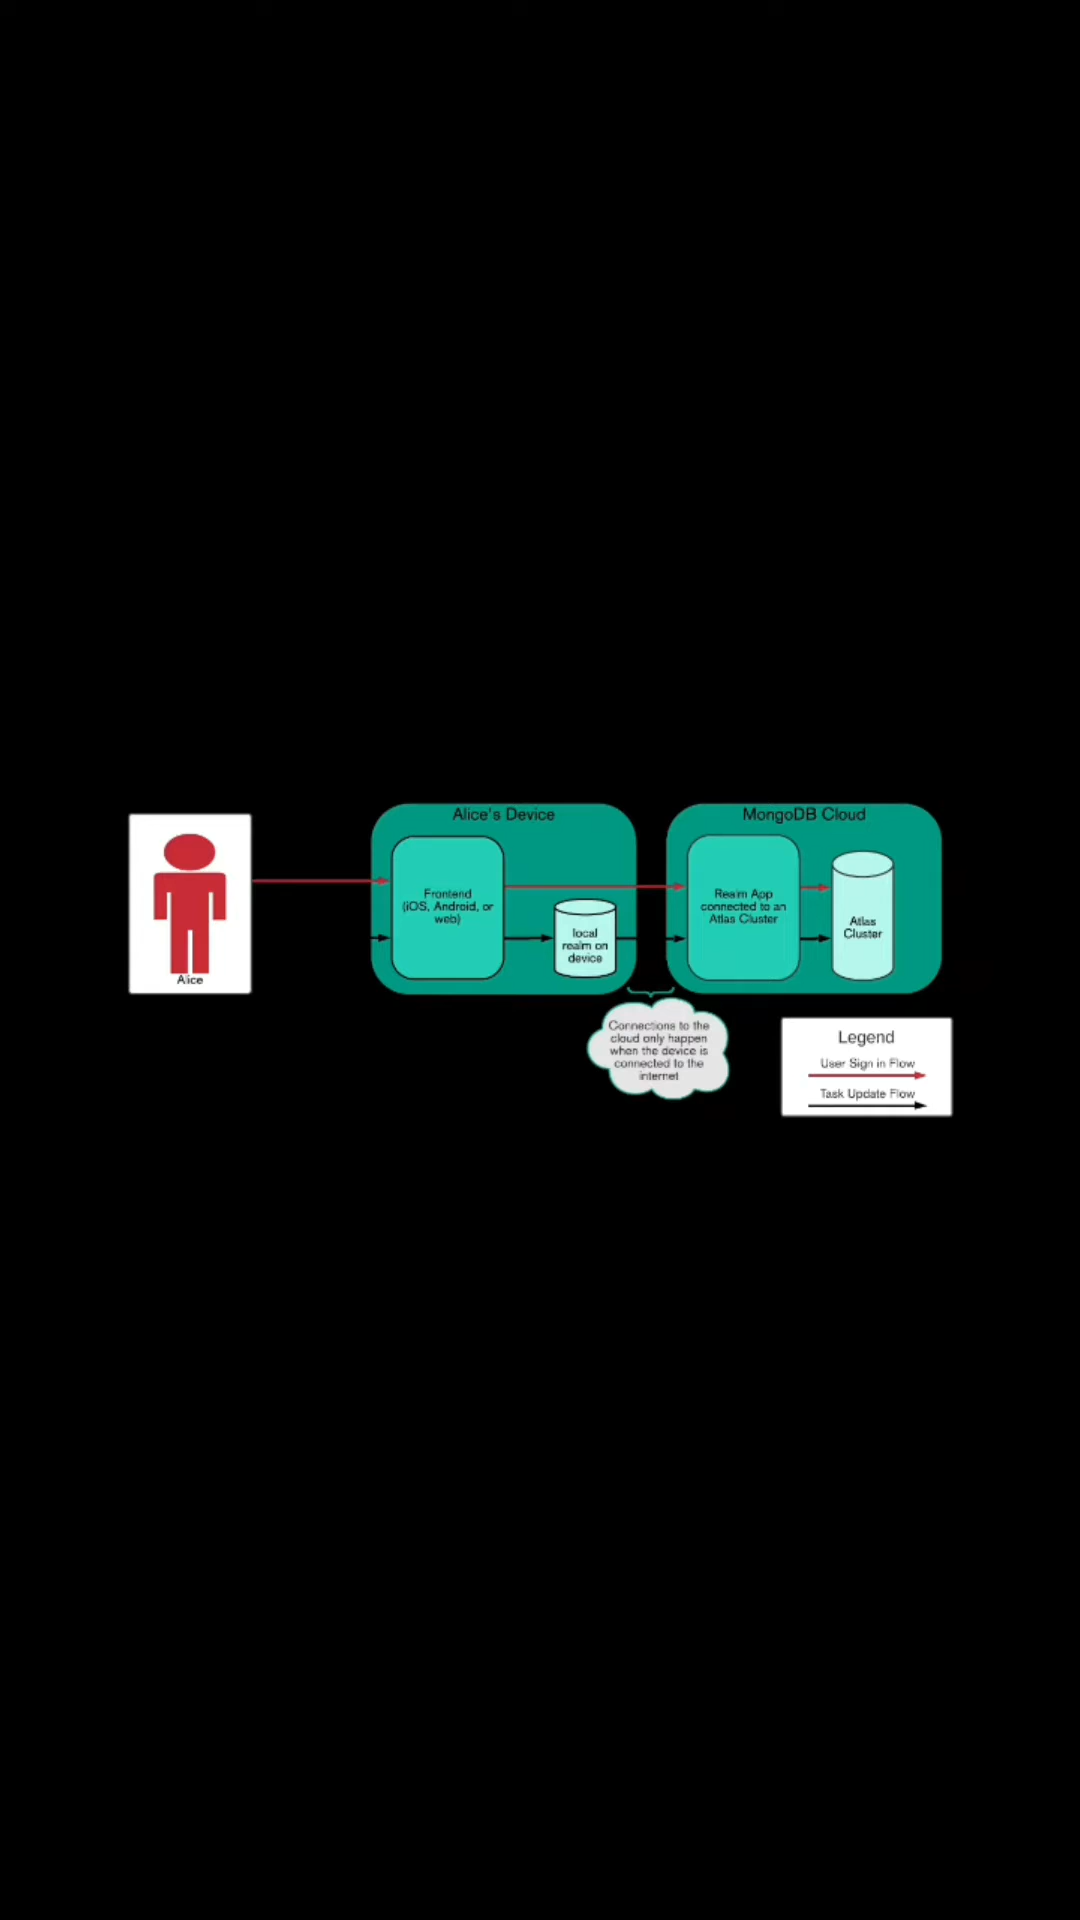 Alice's Device
MongoDB Cloud
Frontend
(iOS, Android, or
web)
local
realm on
device
Realm App
connected to an
Atlas Cluster
Atlas
Cluster
Alice
Connections to the
cloud only happen
when the device is
connected to the
internet
Legend
User Sign in Flow
Task Update Flow